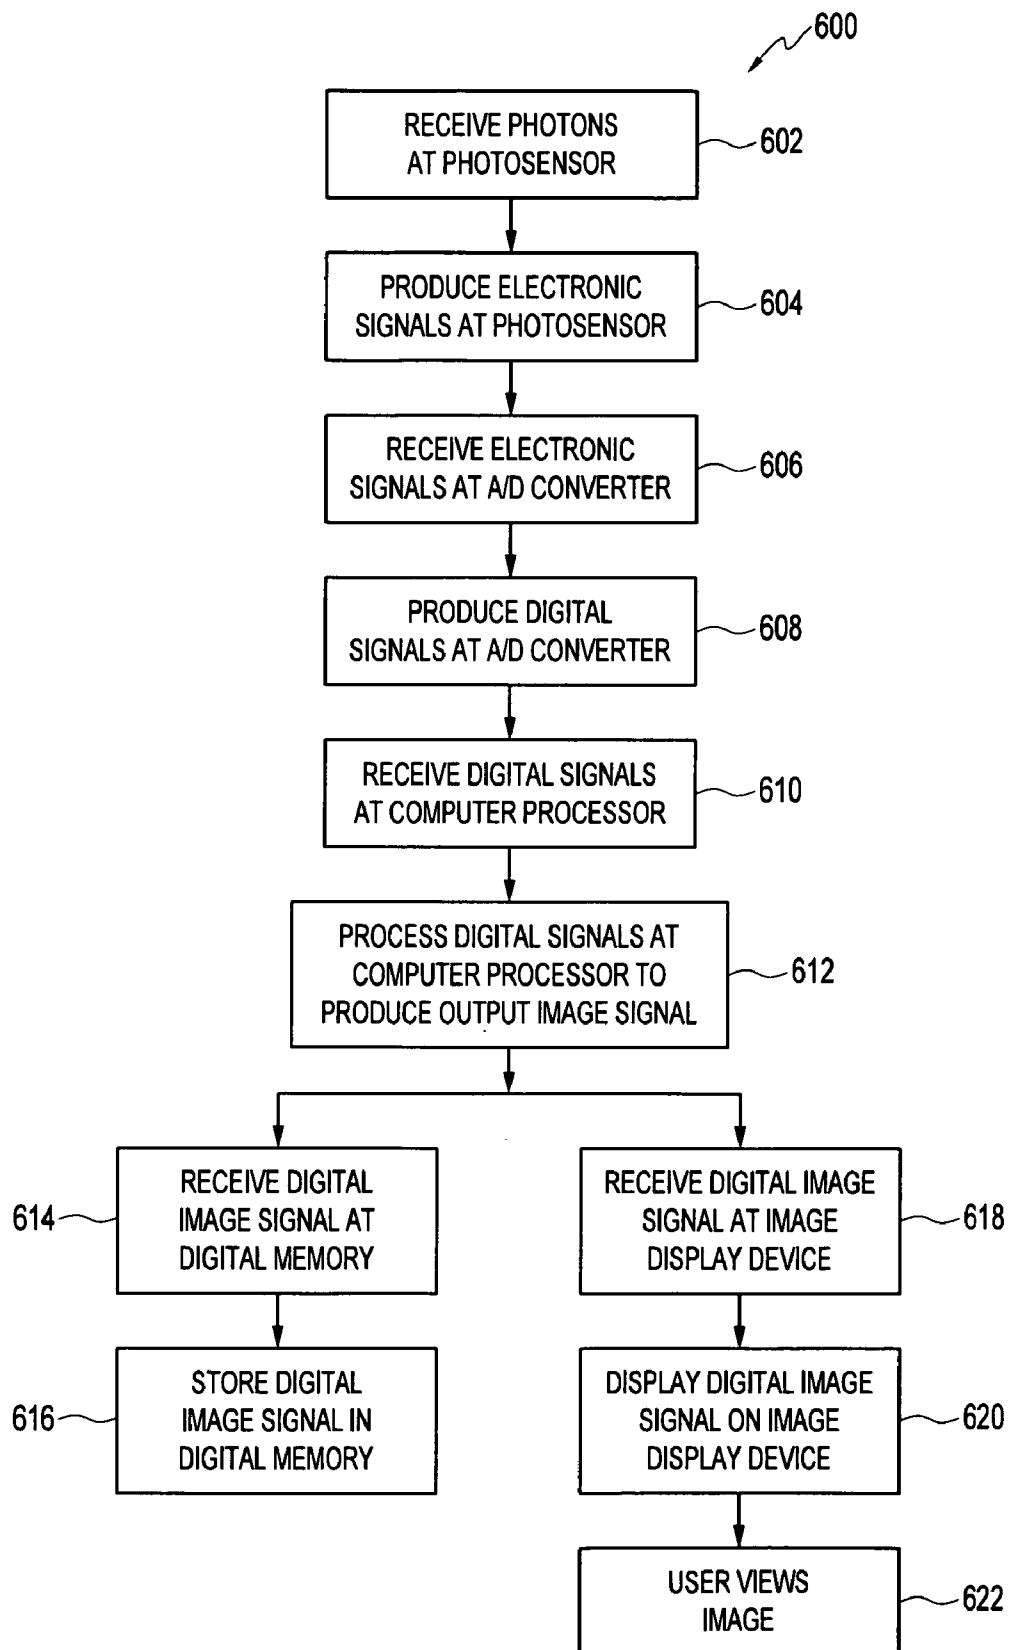 600
RECEIVE PHOTONS
AT PHOTOSENSOR
602
PRODUCE ELECTRONIC
SIGNALS AT PHOTOSENSOR
604
RECEIVE ELECTRONIC
SIGNALS AT A/D CONVERTER
606
PRODUCE DIGITAL
SIGNALS AT A/D CONVERTER
608
RECEIVE DIGITAL SIGNALS
AT COMPUTER PROCESSOR
610
PROCESS DIGITAL SIGNALS AT
COMPUTER PROCESSOR TO
PRODUCE OUTPUT IMAGE SIGNAL
612
614
RECEIVE DIGITAL
IMAGE SIGNAL AT
DIGITAL MEMORY
RECEIVE DIGITAL IMAGE
SIGNAL AT IMAGE
DISPLAY DEVICE
618
616
STORE DIGITAL
IMAGE SIGNAL IN
DIGITAL MEMORY
DISPLAY DIGITAL IMAGE
SIGNAL ON IMAGE
DISPLAY DEVICE
620
USER VIEWS
IMAGE
622